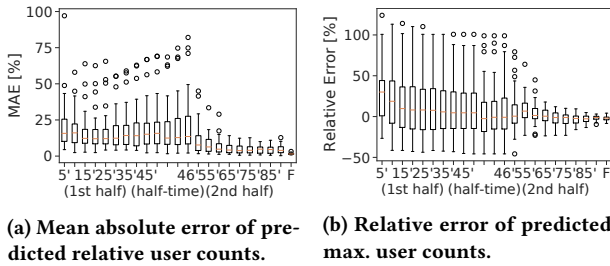 100
75
50
25
0
MAE [%]
5' 15'25'35'45' 46'55'65'75'85' F
(1st half) (half-time)(2nd half)
(a) Mean absolute error of pre-
dicted relative user counts.
100
50
0
−50
Relative Error [%]
5' 15'25'35'45' 46'55'65'75'85' F
(1st half) (half-time)(2nd half)
(b) Relative error of predicted
max. user counts.